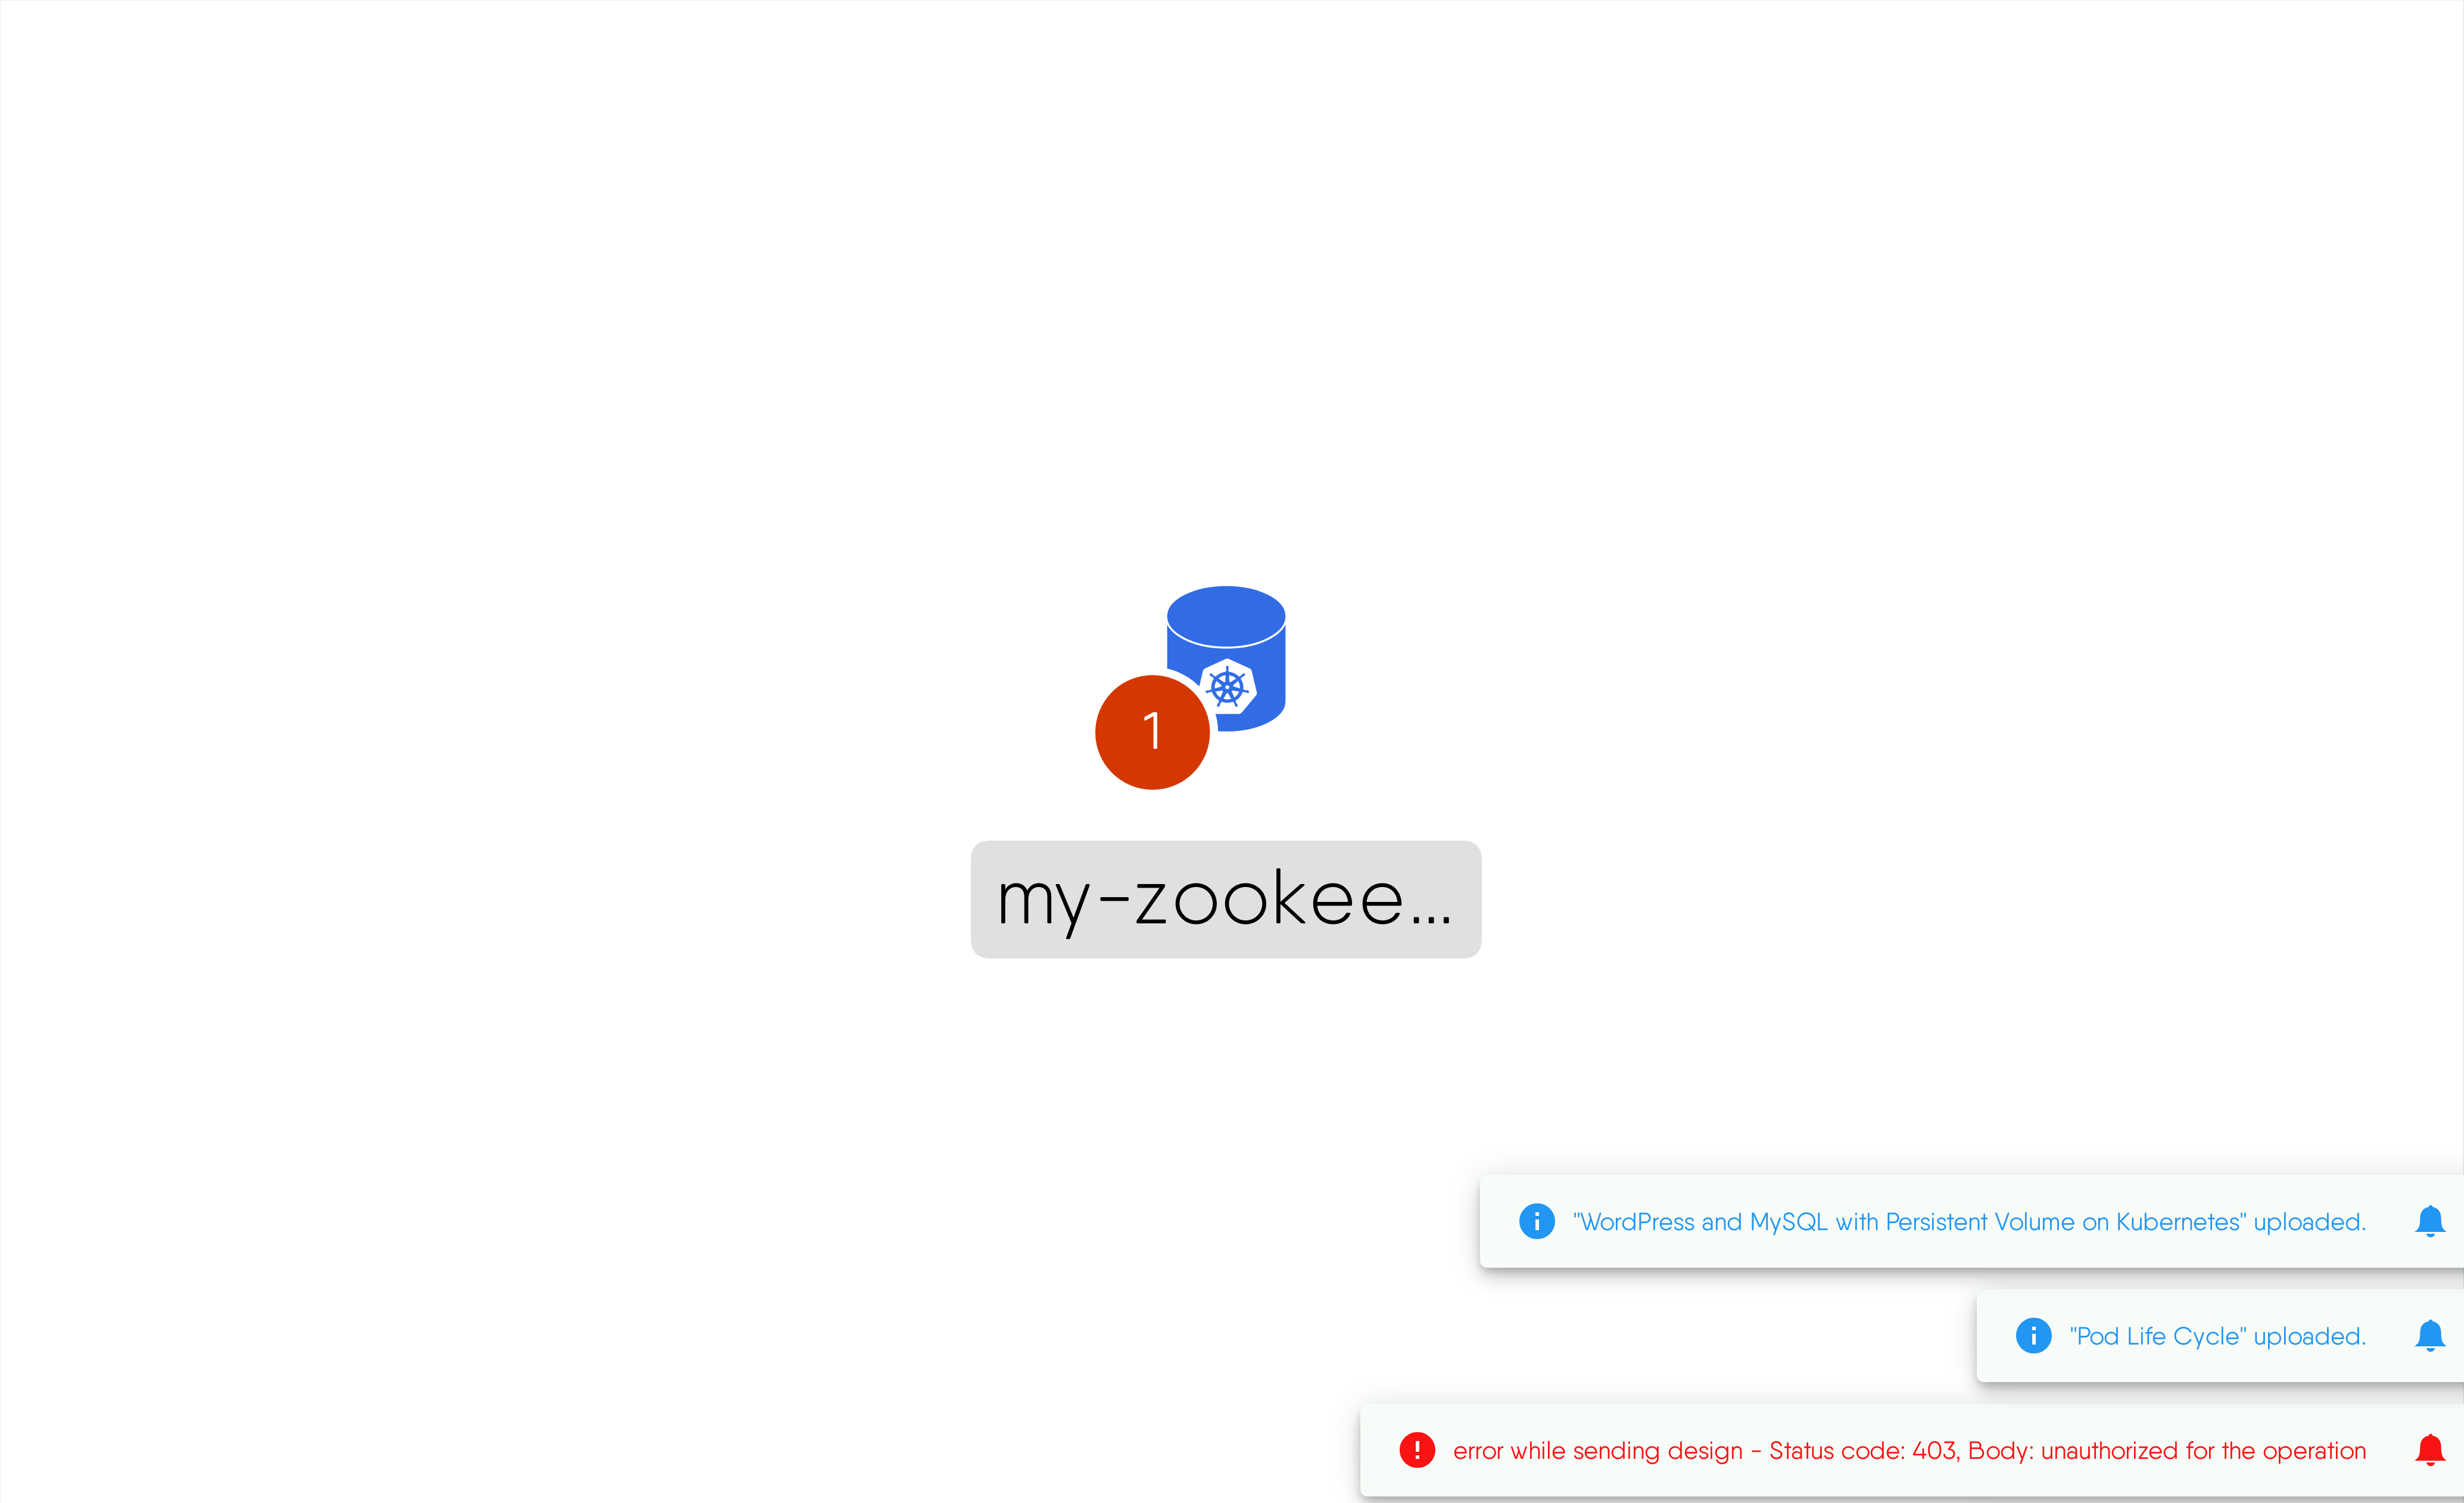 1
my-zookee...
"WordPress and MySQL with Persistent Volume on Kubernetes" uploaded.
"Pod Life Cycle" uploaded.
error while sending design - Status code: 403, Body: unauthorized for the operation